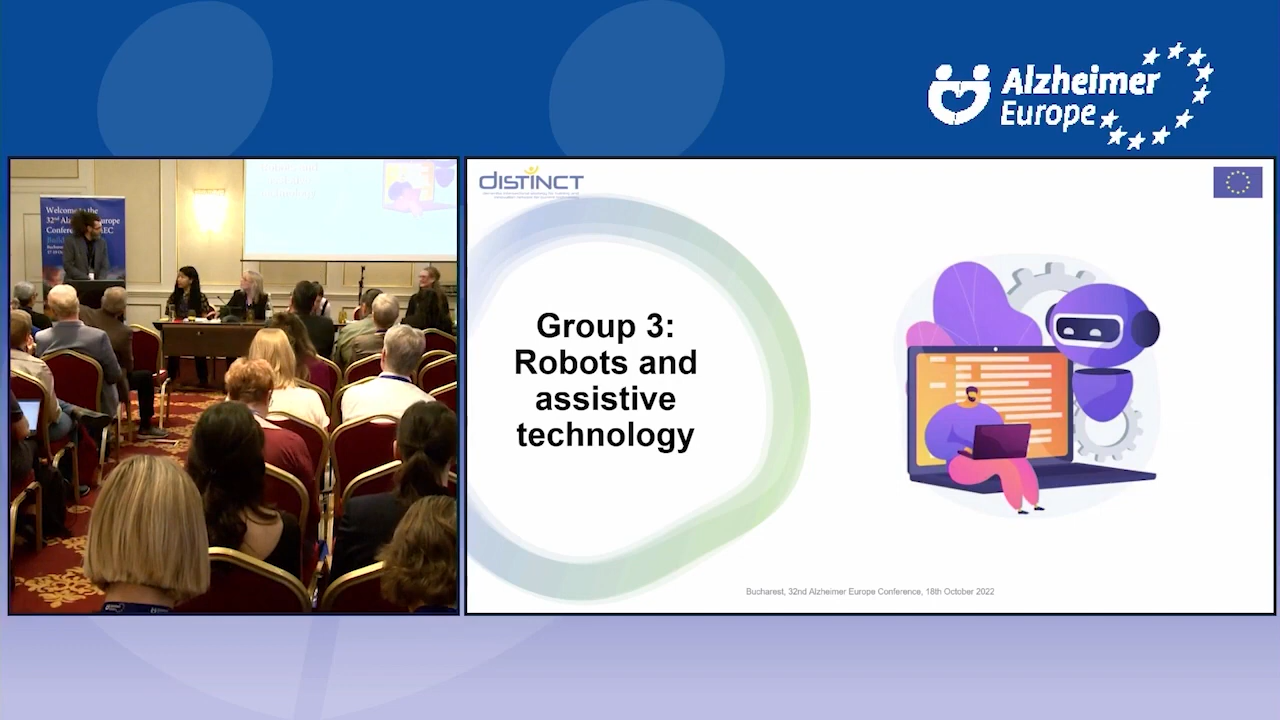 Alzheimer
Europe
Welcome to the
32nd Alzheimer Europe
DISTINCT
Group 3:
Robots and
assistive
technology
Bucharest, 32nd Alzheimer Europe Conference, 18th October 2022